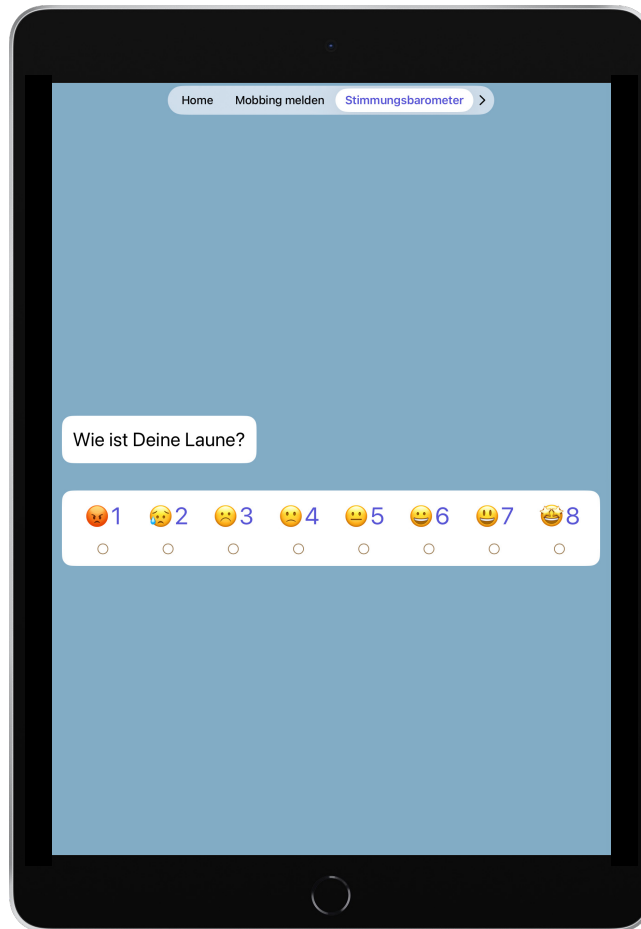 Home Mobbing melden Stimmungsbarometer
Wie ist Deine Laune?
😡1 😥2 ☹️3 🙁4 😐5 😀6 😃7 🤩8